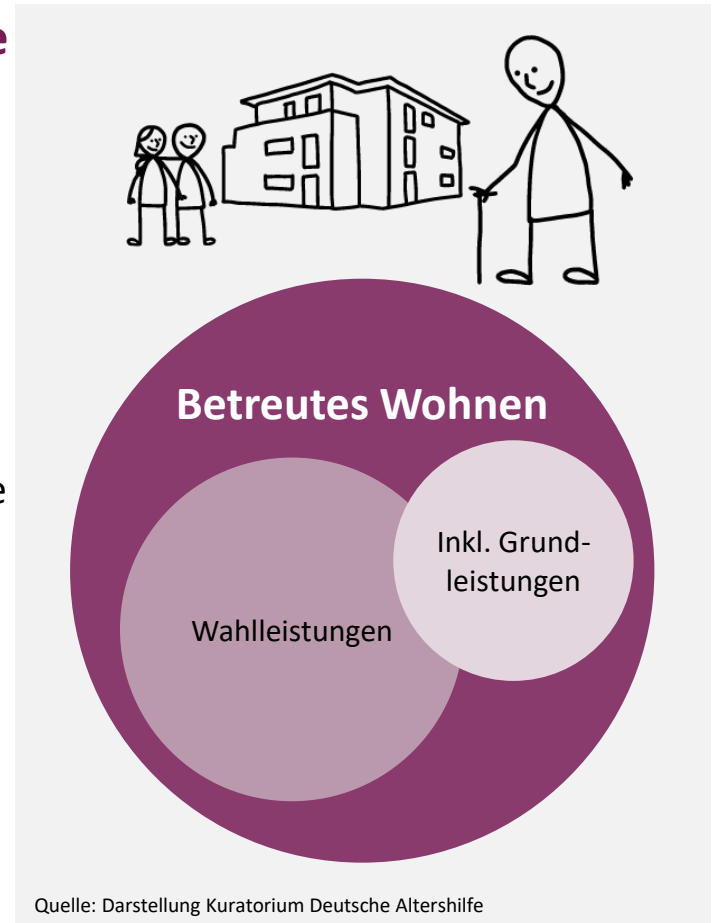 e
Betreutes Wohnen
e
Inkl. Grund-
leistungen
Wahlleistungen
Quelle: Darstellung Kuratorium Deutsche Altershilfe